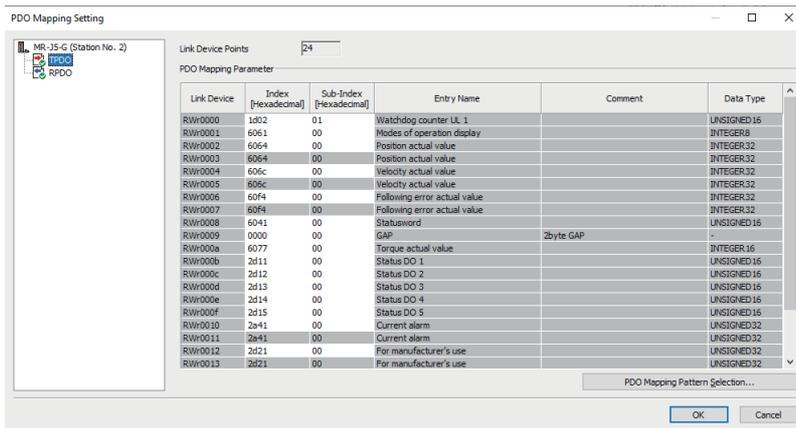 PDO Mapping Setting
MR-J5-G (Station No. 2)
TPDO
RPDO
Link Device Points 24
PDO Mapping Parameter
Link Device Index [Hexadecimal] Sub-Index [Hexadecimal] Entry Name Comment Data Type
RWr0000 1d02 01 Watchdog counter UL 1 UNSIGNED16
RWr0001 6061 00 Modes of operation display INTEGER8
RWr0002 6064 00 Position actual value INTEGER32
RWr0003 6064 00 Position actual value INTEGER32
RWr0004 606c 00 Velocity actual value INTEGER32
RWr0005 606c 00 Velocity actual value INTEGER32
RWr0006 60f4 00 Following error actual value INTEGER32
RWr0007 60f4 00 Following error actual value INTEGER32
RWr0008 6041 00 Statusword UNSIGNED16
RWr0009 0000 00 GAP 2byte GAP -
RWr000a 6077 00 Torque actual value INTEGER16
RWr000b 2d11 00 Status DO 1 UNSIGNED16
RWr000c 2d12 00 Status DO 2 UNSIGNED16
RWr000d 2d13 00 Status DO 3 UNSIGNED16
RWr000e 2d14 00 Status DO 4 UNSIGNED16
RWr000f 2d15 00 Status DO 5 UNSIGNED16
RWr0010 2a41 00 Current alarm UNSIGNED32
RWr0011 2a41 00 Current alarm UNSIGNED32
RWr0012 2d21 00 For manufacturer's use UNSIGNED32
RWr0013 2d21 00 For manufacturer's use UNSIGNED32
PDO Mapping Pattern Selection...
OK Cancel